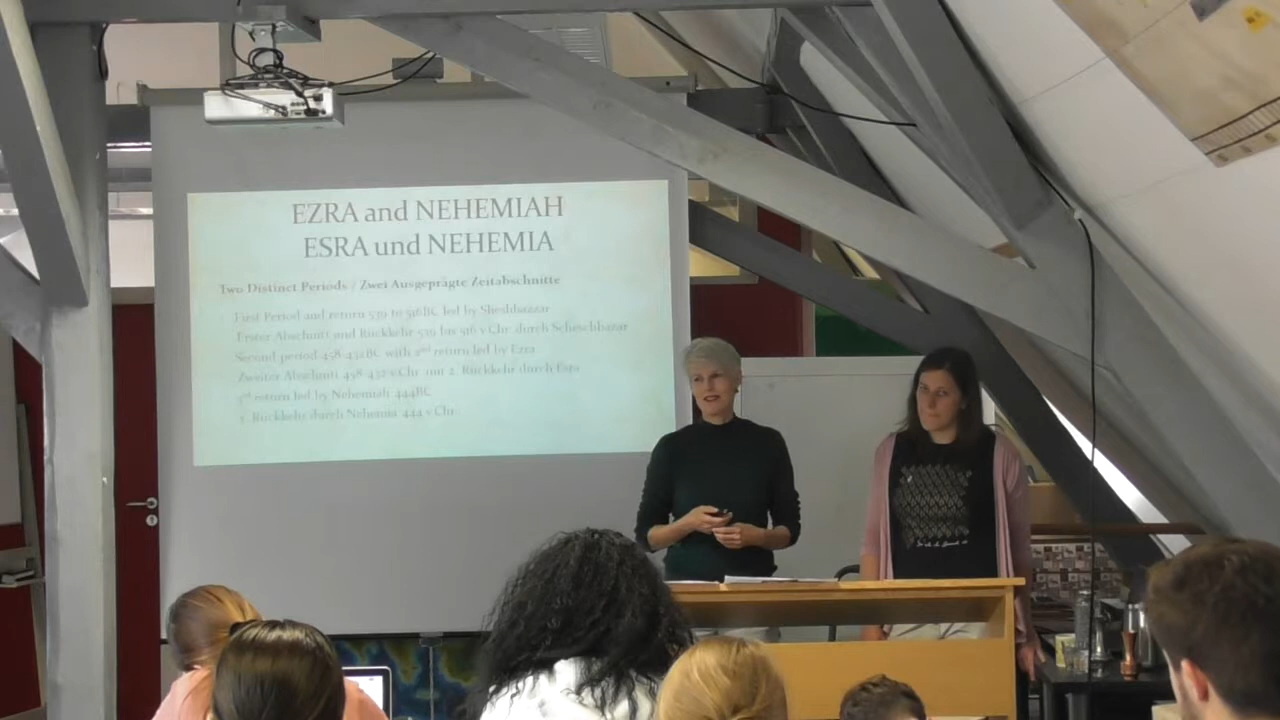 EZRA and NEHEMIAH
ESRA und NEHEMIA
Two Distinct Periods / Zwei Ausgeprägte Zeitabschnitte
First Period and return 539 to 516BC led by Sheshbazzar
Erster Abschnitt und Rückkehr 539 bis 516 v.Chr. durch Scheschbazar
Second period 458-432BC with 2nd return led by Ezra
Zweiter Abschnitt 458-432 v.Chr. mit 2. Rückkehr durch Esra
3rd return led by Nehemiah 444BC
3. Rückkehr durch Nehemia 444 v.Chr.